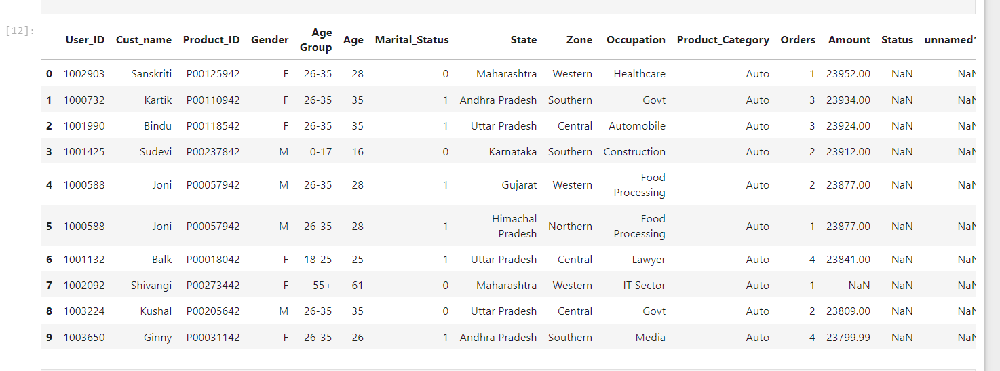 [12]:
User_ID Cust_name Product_ID Gender Age Group Age Marital_Status State Zone Occupation Product_Category Orders Amount Status unnamed1
0 1002903 Sanskriti P00125942 F 26-35 28 0 Maharashtra Western Healthcare Auto 1 23952.00 NaN NaN
1 1000732 Kartik P00110942 F 26-35 35 1 Andhra Pradesh Southern Govt Auto 3 23934.00 NaN NaN
2 1001990 Bindu P00118542 F 26-35 35 1 Uttar Pradesh Central Automobile Auto 3 23924.00 NaN NaN
3 1001425 Sudevi P00237842 M 0-17 16 0 Karnataka Southern Construction Auto 2 23912.00 NaN NaN
4 1000588 Joni P00057942 M 26-35 28 1 Gujarat Western Food Processing Auto 2 23877.00 NaN NaN
5 1000588 Joni P00057942 M 26-35 28 1 Himachal Pradesh Northern Food Processing Auto 1 23877.00 NaN NaN
6 1001132 Balk P00018042 F 18-25 25 1 Uttar Pradesh Central Lawyer Auto 4 23841.00 NaN NaN
7 1002092 Shivangi P00273442 F 55+ 61 0 Maharashtra Western IT Sector Auto 1 NaN NaN NaN
8 1003224 Kushal P00205642 M 26-35 35 0 Uttar Pradesh Central Govt Auto 2 23809.00 NaN NaN
9 1003650 Ginny P00031142 F 26-35 26 1 Andhra Pradesh Southern Media Auto 4 23799.99 NaN NaN